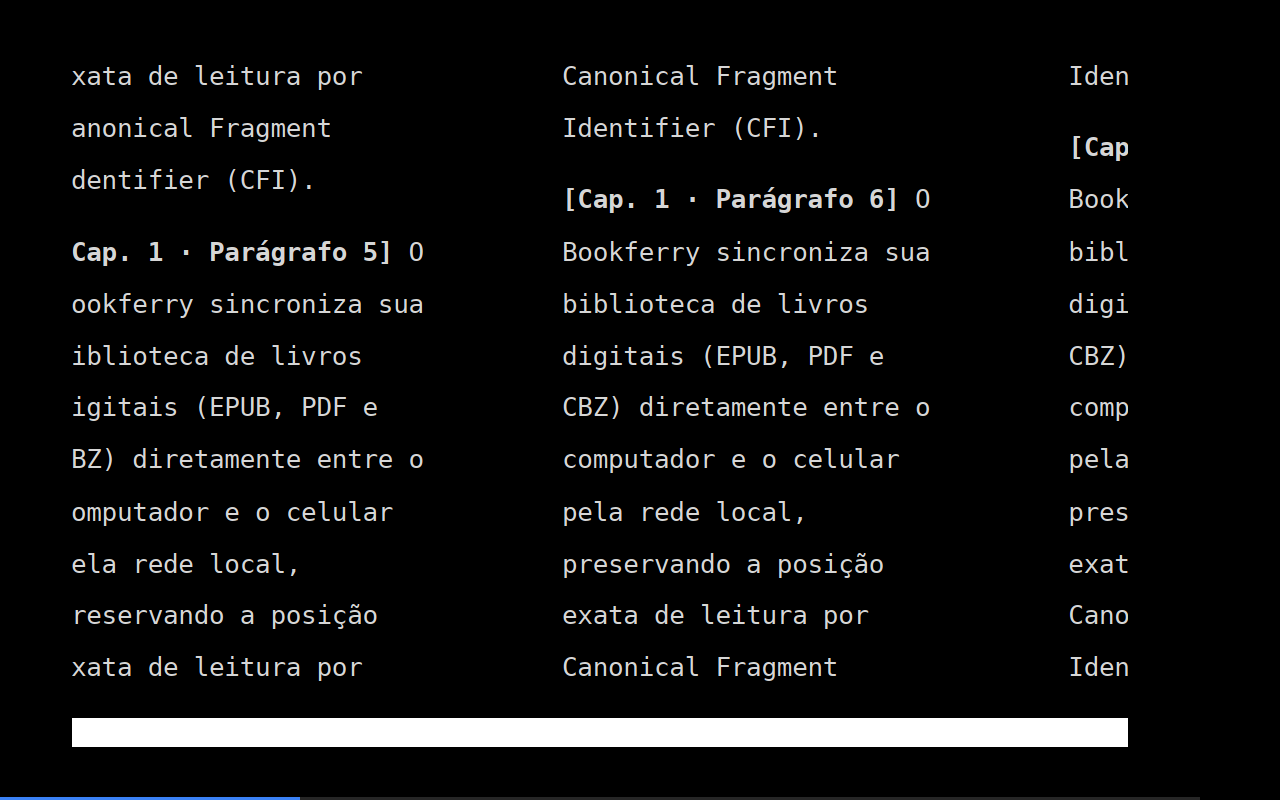 xata de leitura por
anonical Fragment
dentifier (CFI).
Cap. 1 · Parágrafo 5] O
ookferry sincroniza sua
iblioteca de livros
igitais (EPUB, PDF e
BZ) diretamente entre o
omputador e o celular
ela rede local,
reservando a posição
xata de leitura por
Canonical Fragment
Identifier (CFI).
[Cap. 1 · Parágrafo 6] O
Bookferry sincroniza sua
biblioteca de livros
digitais (EPUB, PDF e
CBZ) diretamente entre o
computador e o celular
pela rede local,
preservando a posição
exata de leitura por
Canonical Fragment
Iden
[Cap
Book
bibl
digi
CBZ)
comp
pela
pres
exat
Cano
Iden